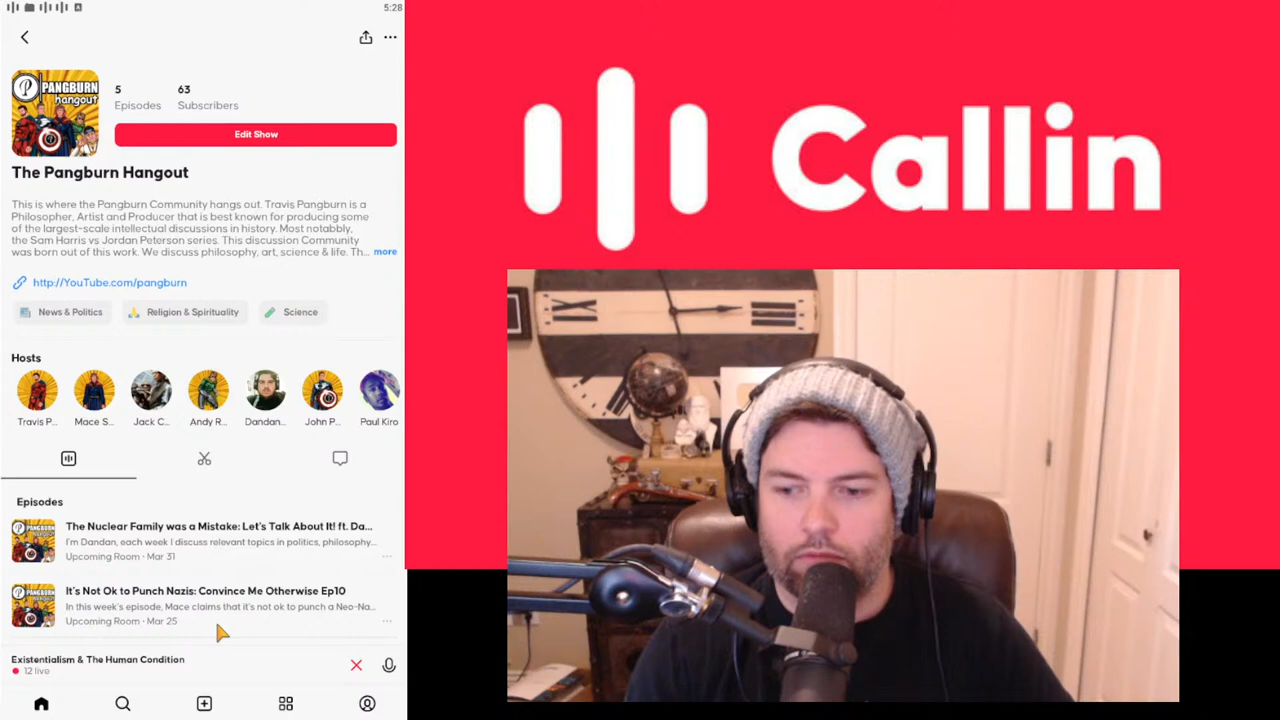 5:28
5
63
Episodes
Subscribers
Edit Show
PANGBURN
hangout
The Pangburn Hangout
This is where the Pangburn Community hangs out. Travis Pangburn is a
Philosopher, Artist and Producer that is best known for producing some
of the largest-scale intellectual discussions in history. Most notably,
the Sam Harris vs Jordan Peterson series. This discussion Community
was born out of this work. We discuss philosophy, art, science & life. Th... more
http://YouTube.com/pangburn
News & Politics
Religion & Spirituality
Science
Hosts
Travis P...
Mace S...
Jack C...
Andy R...
Dandan...
John P...
Paul Kiro
Episodes
The Nuclear Family was a Mistake: Let's Talk About It! ft. Da...
I'm Dandan, each week I discuss relevant topics in politics, philosophy...
Upcoming Room • Mar 31
It's Not Ok to Punch Nazis: Convince Me Otherwise Ep10
In this week's episode, Mace claims that it's not ok to punch a Neo-Na...
Upcoming Room • Mar 25
Existentialism & The Human Condition
12 live
Callin